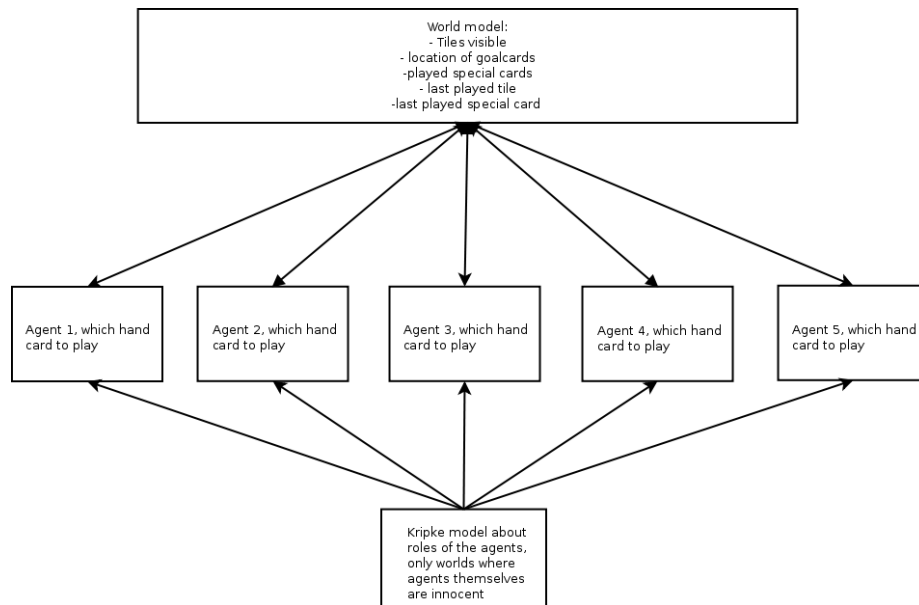 World model:
- Tiles visible
- location of goalcards
-played special cards
- last played tile
-last played special card
Agent 1, which hand
card to play
Agent 2, which hand
card to play
Agent 3, which hand
card to play
Agent 4, which hand
card to play
Agent 5, which hand
card to play
Kripke model about
roles of the agents,
only worlds where
agents themselves
are innocent